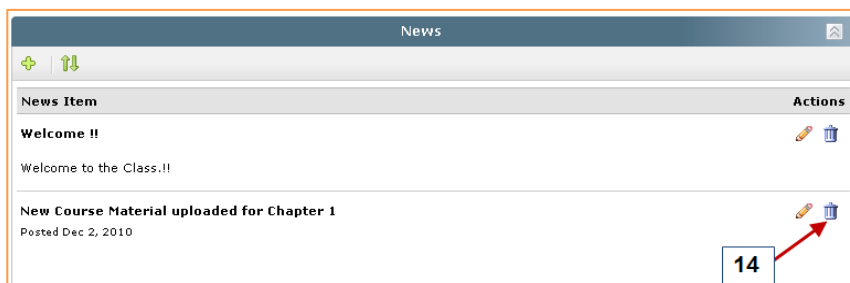 News
News Item Actions
Welcome !!
Welcome to the Class.!!
New Course Material uploaded for Chapter 1
Posted Dec 2, 2010
14